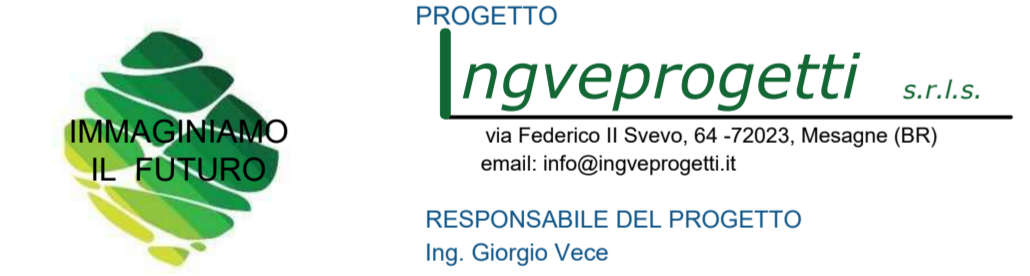 IMMAGINIAMO
IL FUTURO
PROGETTO
Ingveprogetti s.r.l.s.
via Federico II Svevo, 64 -72023, Mesagne (BR)
email: info@ingveprogetti.it
RESPONSABILE DEL PROGETTO
Ing. Giorgio Vece